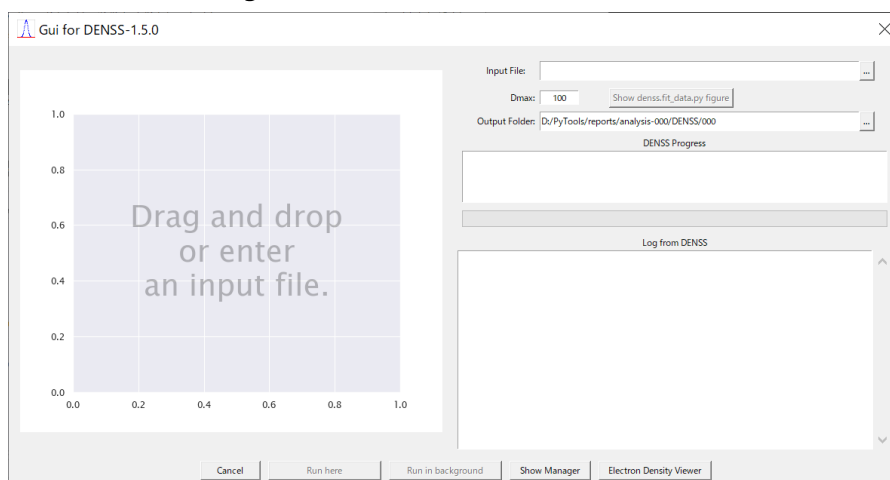 Gui for DENSS-1.5.0
Input File:
...
Dmax: 100 Show denss.fit_data.py figure
Output Folder: D:/PyTools/reports/analysis-000/DENSS/000 ...
DENSS Progress
Log from DENSS
1.0
0.8
0.6
0.4
0.2
0.0
0.0 0.2 0.4 0.6 0.8 1.0
Drag and drop
or enter
an input file.
Cancel Run here Run in background Show Manager Electron Density Viewer